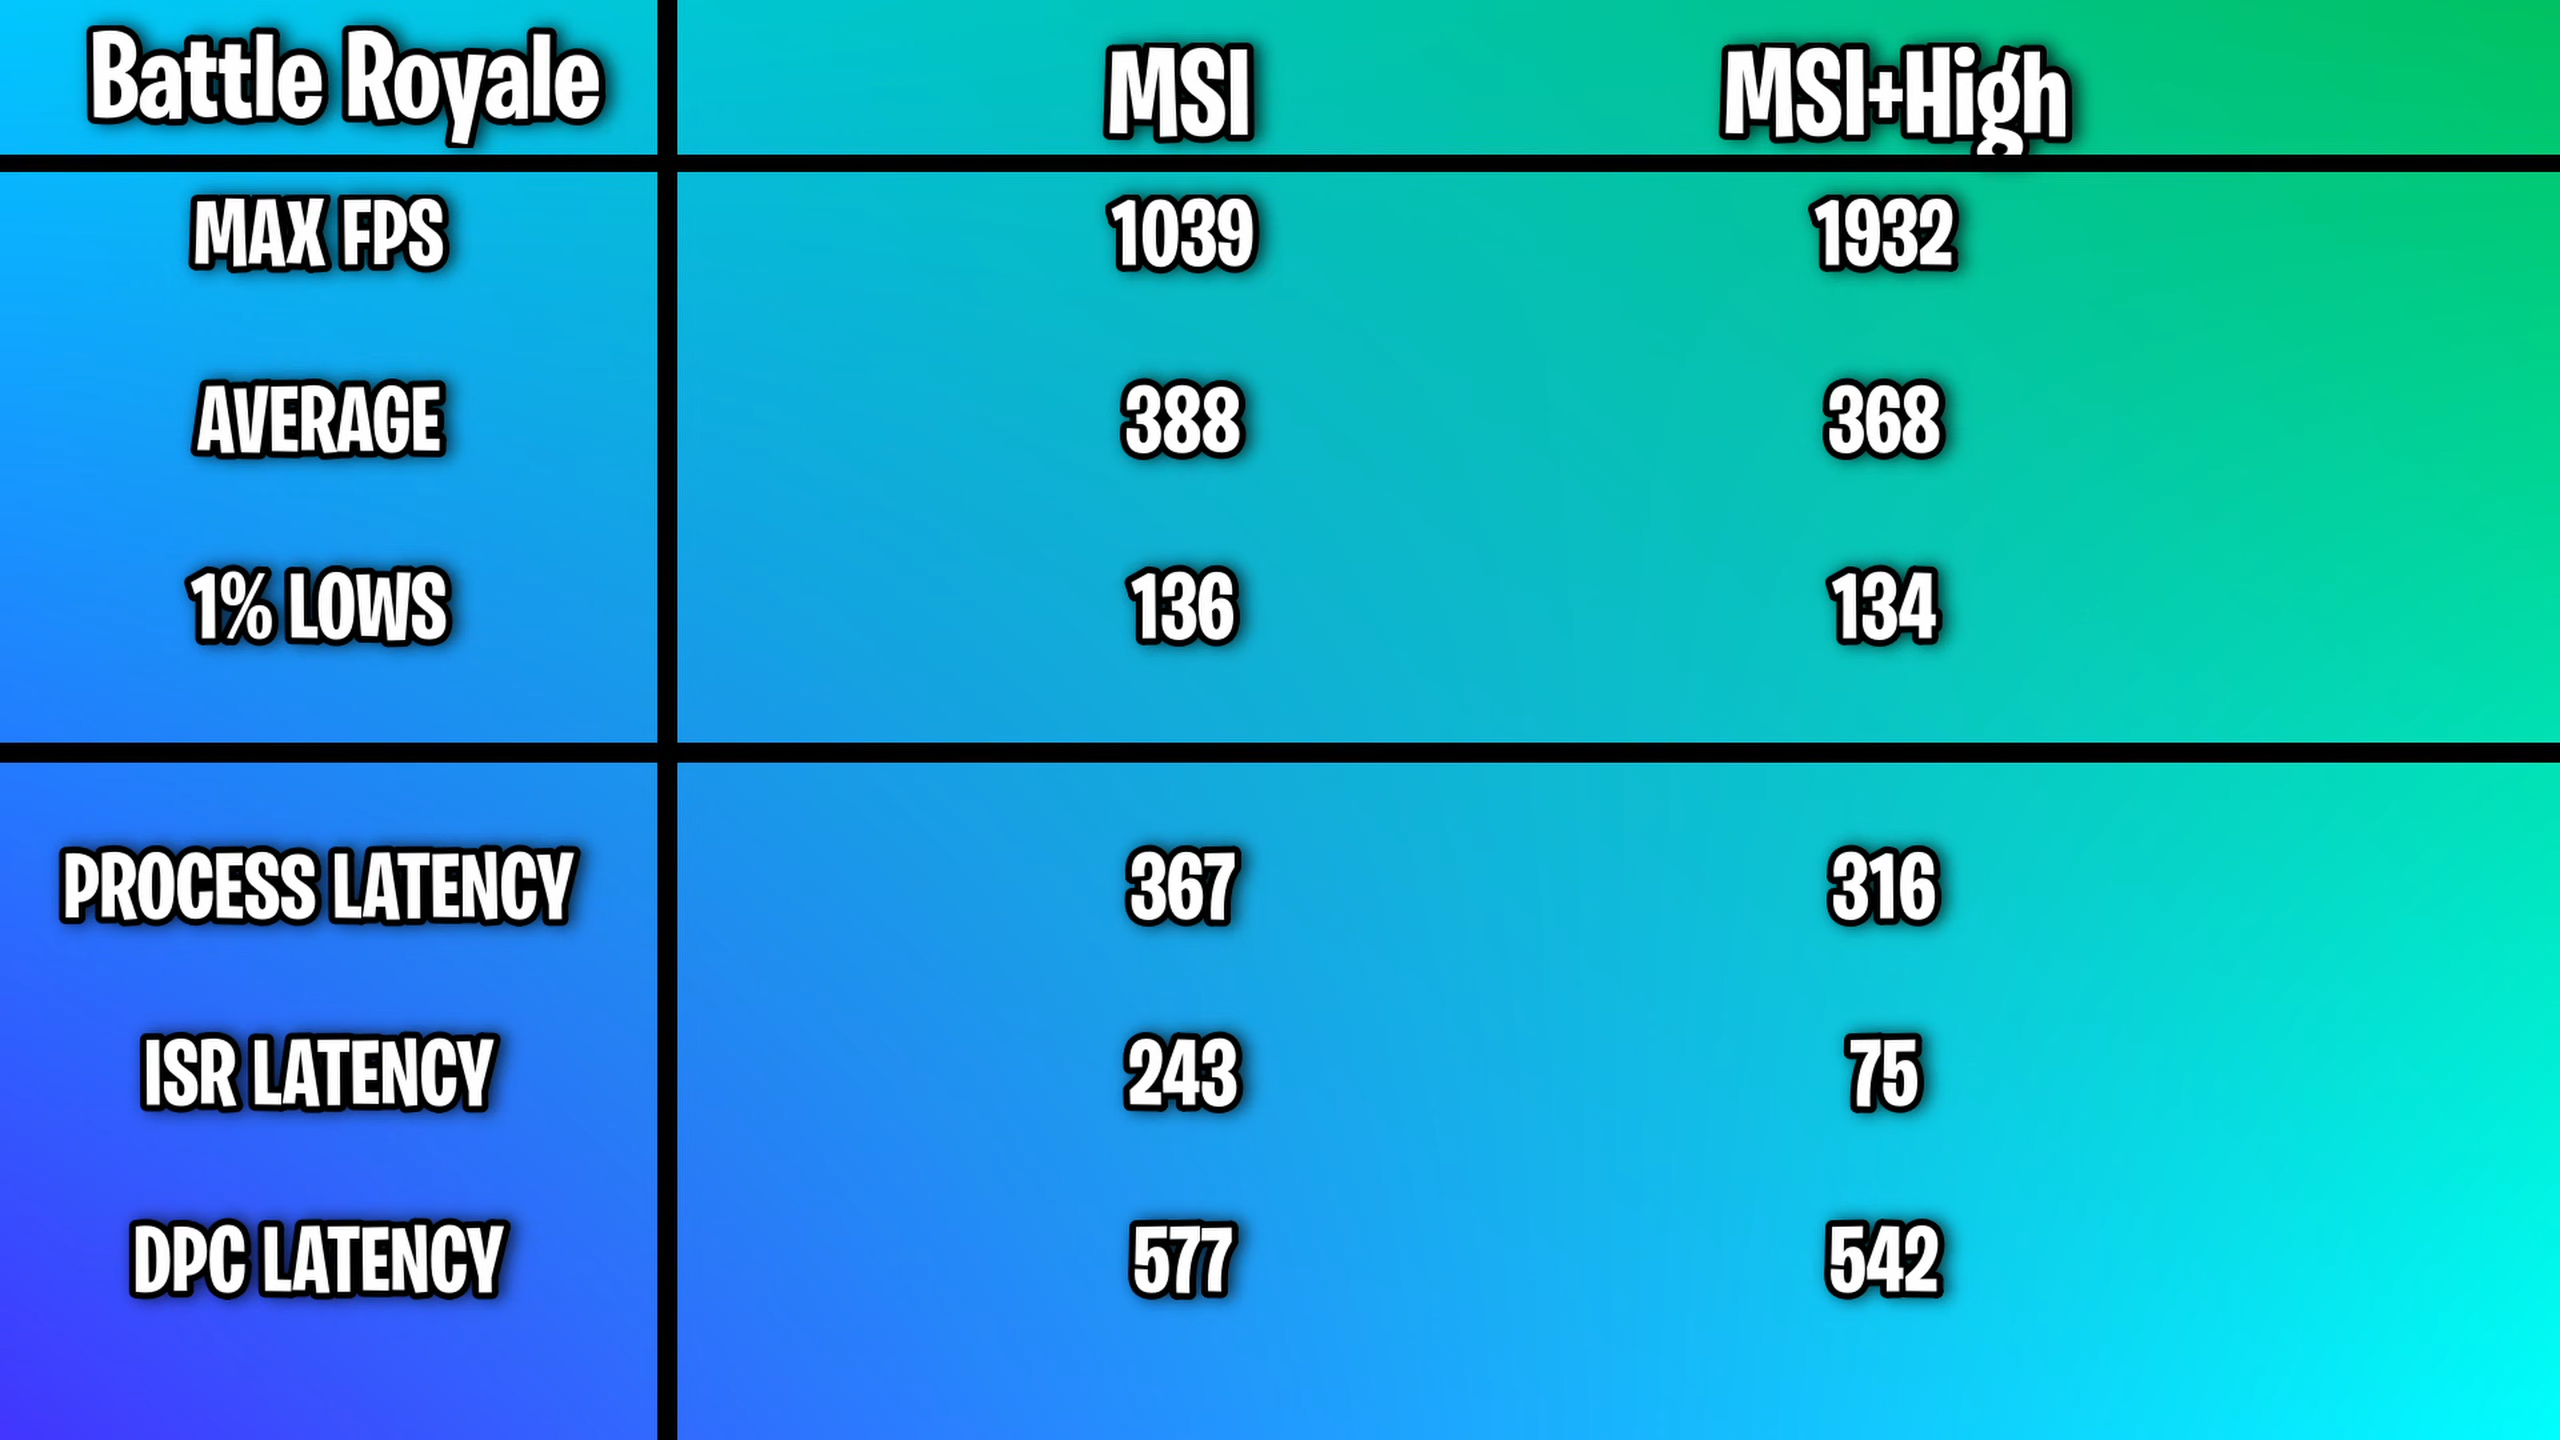 Battle Royale MSI MSI+High
MAX FPS 1039 1932
AVERAGE 388 368
1% LOWS 136 134
PROCESS LATENCY 367 316
ISR LATENCY 243 75
DPC LATENCY 577 542